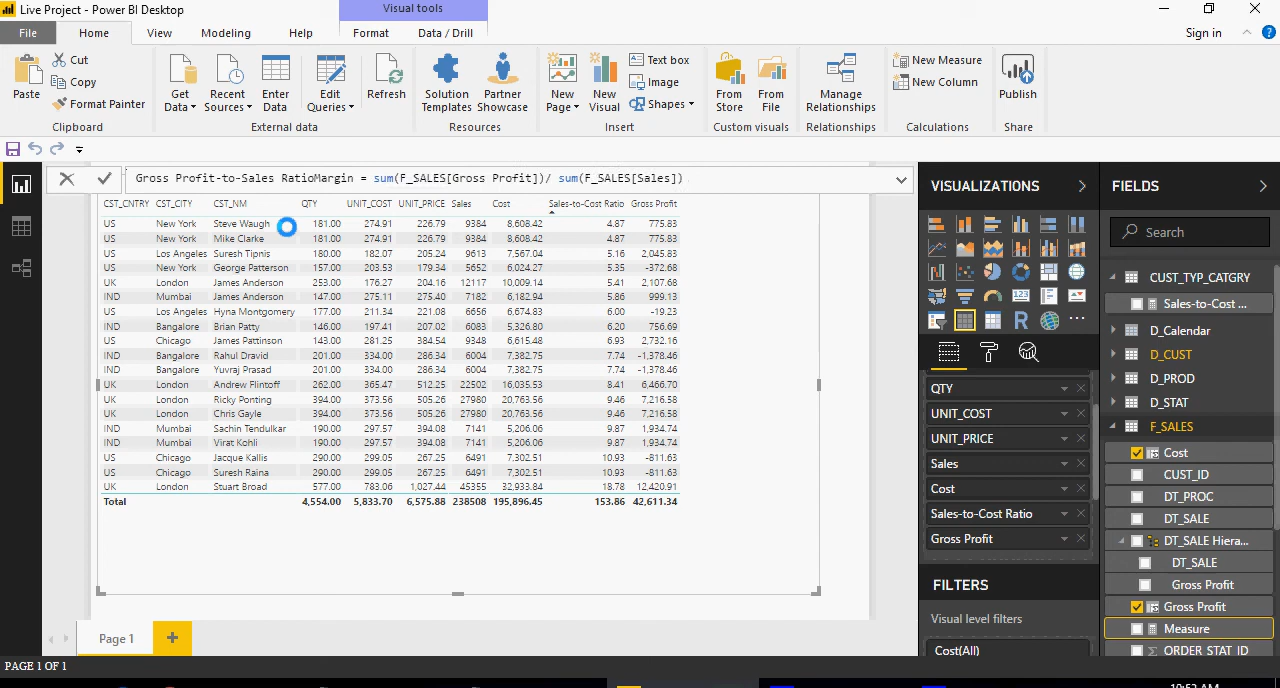 Live Project - Power BI Desktop
Visual tools
File Home View Modeling Help Format Data / Drill Sign in
Paste
Cut
Copy
Format Painter
Clipboard
Get Data
Recent Sources
Enter Data
Edit Queries
Refresh
External data
Solution Templates
Partner Showcase
Resources
New Page
New Visual
Text box
Image
Shapes
Insert
From Store
From File
Custom visuals
Manage Relationships
Relationships
New Measure
New Column
Calculations
Publish
Share
Gross Profit-to-Sales RatioMargin = sum(F_SALES[Gross Profit])/ sum(F_SALES[Sales])
CST_CNTRY CST_CITY CST_NM QTY UNIT_COST UNIT_PRICE Sales Cost Sales-to-Cost Ratio Gross Profit
US New York Steve Waugh 181.00 274.91 226.79 9384 8,608.42 4.87 775.83
US New York Mike Clarke 181.00 274.91 226.79 9384 8,608.42 4.87 775.83
US Los Angeles Suresh Tipnis 180.00 182.07 205.24 9613 7,567.04 5.16 2,045.83
US New York George Patterson 157.00 203.53 179.34 5652 6,024.27 5.35 -372.68
UK London James Anderson 253.00 176.27 204.16 12117 10,009.14 5.41 2,107.68
IND Mumbai James Anderson 147.00 275.11 275.40 7182 6,182.94 5.86 999.13
US Los Angeles Hyna Montgomery 177.00 211.34 221.08 6656 6,674.83 6.00 -19.23
IND Bangalore Brian Patty 146.00 197.41 207.02 6083 5,326.80 6.20 756.69
US Chicago James Pattinson 143.00 281.25 384.54 9348 6,615.48 6.93 2,732.16
IND Bangalore Rahul Dravid 201.00 334.00 286.34 6004 7,382.75 7.74 -1,378.46
IND Bangalore Yuvraj Prasad 201.00 334.00 286.34 6004 7,382.75 7.74 -1,378.46
UK London Andrew Flintoff 262.00 365.47 512.25 22502 16,035.53 8.41 6,466.70
UK London Ricky Ponting 394.00 373.56 505.26 27980 20,763.56 9.46 7,216.58
UK London Chris Gayle 394.00 373.56 505.26 27980 20,763.56 9.46 7,216.58
IND Mumbai Sachin Tendulkar 190.00 297.57 394.08 7141 5,206.06 9.87 1,934.74
IND Mumbai Virat Kohli 190.00 297.57 394.08 7141 5,206.06 9.87 1,934.74
US Chicago Jacque Kallis 290.00 299.05 267.25 6491 7,302.51 10.93 -811.63
US Chicago Suresh Raina 290.00 299.05 267.25 6491 7,302.51 10.93 -811.63
UK London Stuart Broad 577.00 783.06 1,027.44 45355 32,933.84 18.78 12,420.91
Total 4,554.00 5,833.70 6,575.88 238508 195,896.45 153.86 42,611.34
Page 1
PAGE 1 OF 1
VISUALIZATIONS
R
QTY
UNIT_COST
UNIT_PRICE
Sales
Cost
Sales-to-Cost Ratio
Gross Profit
FILTERS
Visual level filters
Cost(All)
FIELDS
Search
CUST_TYP_CATGRY
Sales-to-Cost ...
D_Calendar
D_CUST
D_PROD
D_STAT
F_SALES
Cost
CUST_ID
DT_PROC
DT_SALE
DT_SALE Hiera...
DT_SALE
Gross Profit
Gross Profit
Measure
ORDER_STAT_ID